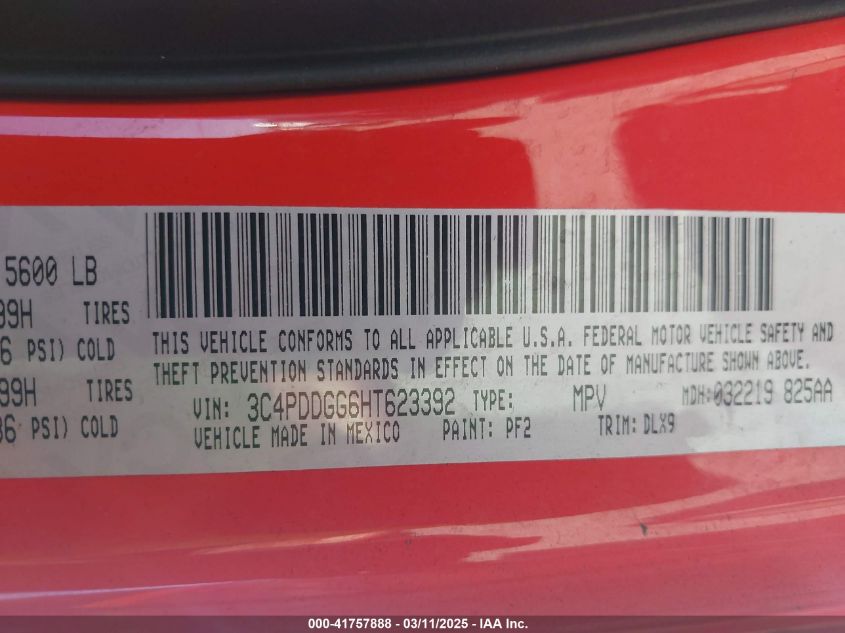 5600 LB
99H TIRES
6 PSI) COLD
99H TIRES
36 PSI) COLD
THIS VEHICLE CONFORMS TO ALL APPLICABLE U.S.A. FEDERAL MOTOR VEHICLE SAFETY AND
THEFT PREVENTION STANDARDS IN EFFECT ON THE DATE OF MANUFACTURE SHOWN ABOVE.
VIN: 3C4PDDGG6HT623392 TYPE: MPV MDH:032219 825AA
VEHICLE MADE IN MEXICO PAINT: PF2 TRIM: DLX9
000-41757888 - 03/11/2025 - IAA Inc.